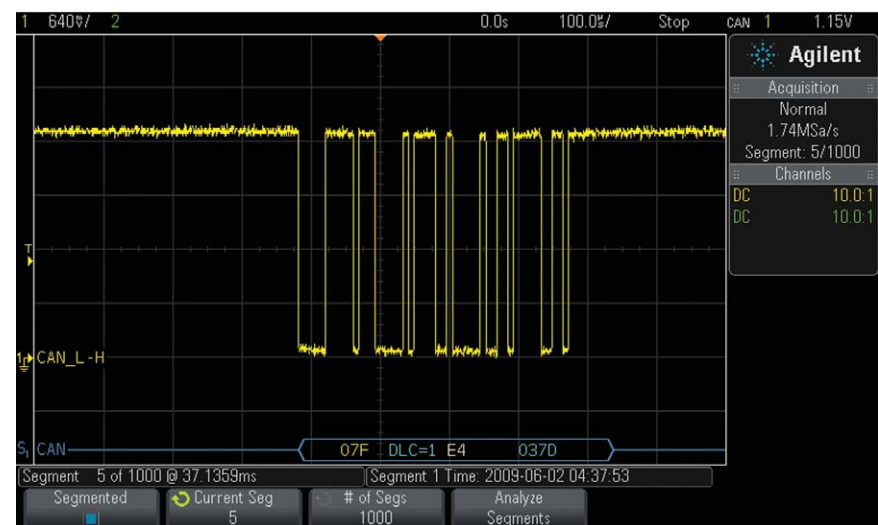 1 640㎷/ 2 0.0s 100.0㎲/ Stop CAN 1 1.15V
Agilent
Acquisition
Normal
1.74MSa/s
Segment: 5/1000
Channels
DC 10.0:1
DC 10.0:1
T
1 CAN_L-H
S1 CAN 07F DLC=1 E4 037D
Segment 5 of 1000 @ 37.1359ms Segment 1 Time: 2009-06-02 04:37:53
Segmented Current Seg # of Segs Analyze
5 1000 Segments